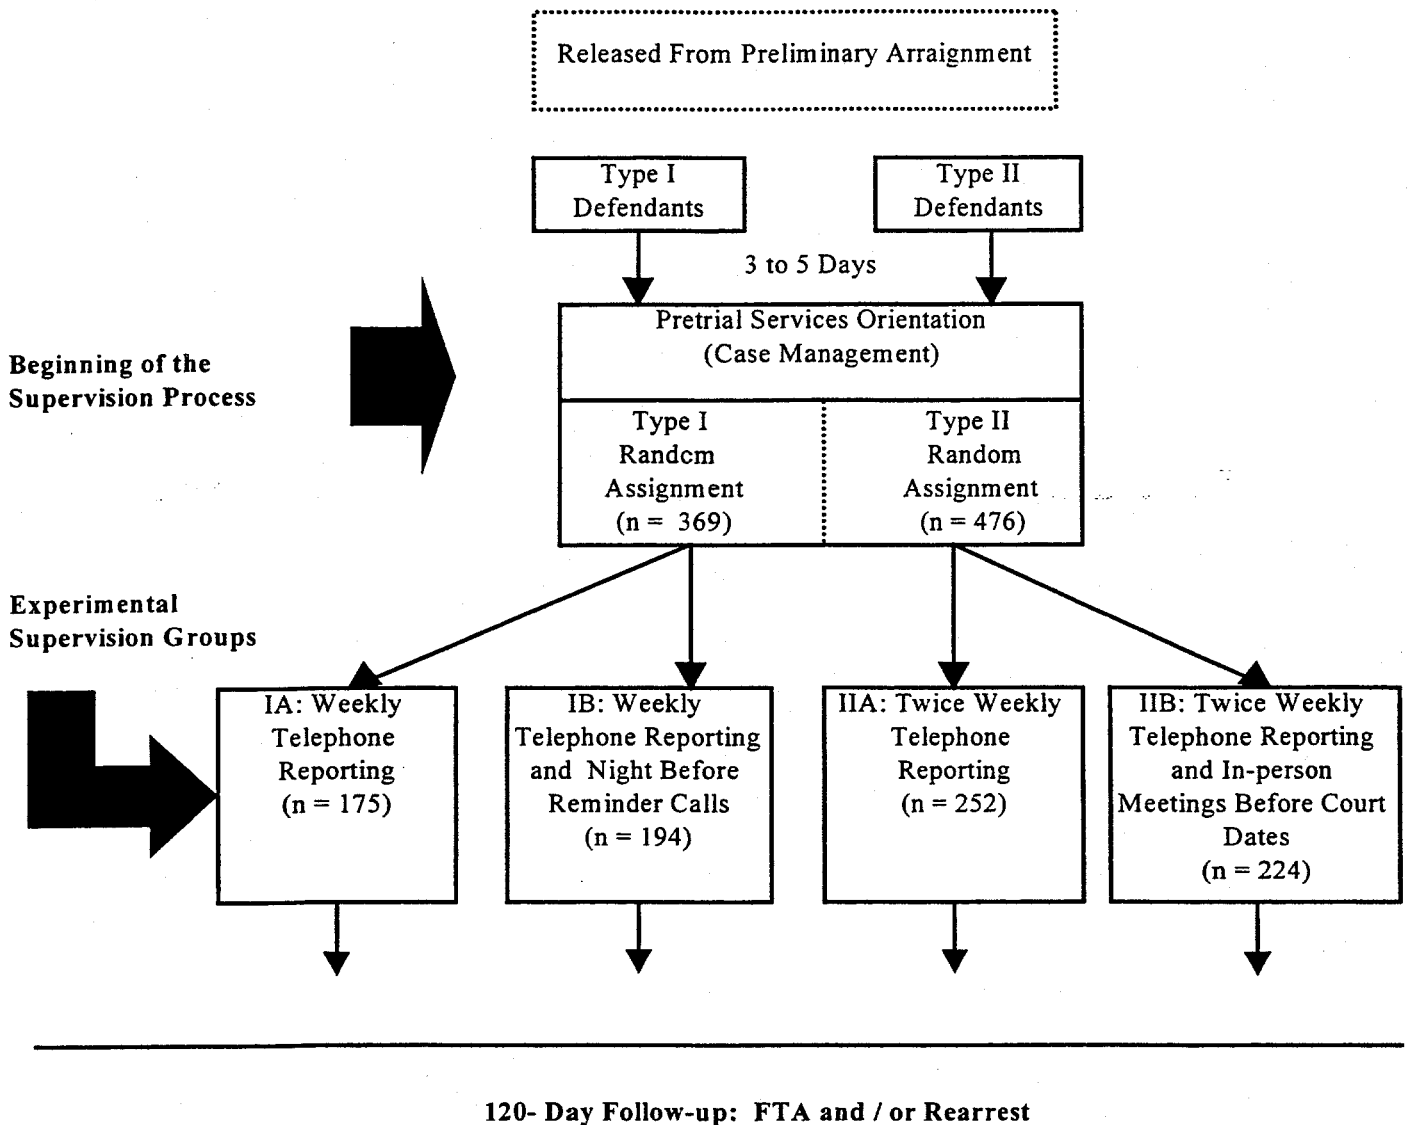 Released From Preliminary Arraignment
Type I
Defendants
Type II
Defendants
3 to 5 Days
Pretrial Services Orientation
(Case Management)
Beginning of the
Supervision Process
Type I
Random
Assignment
(n = 369)
Type II
Random
Assignment
(n = 476)
Experimental
Supervision Groups
IA: Weekly
Telephone
Reporting
(n = 175)
IB: Weekly
Telephone Reporting
and Night Before
Reminder Calls
(n = 194)
IIA: Twice Weekly
Telephone
Reporting
(n = 252)
IIB: Twice Weekly
Telephone Reporting
and In-person
Meetings Before Court
Dates
(n = 224)
120- Day Follow-up: FTA and / or Rearrest